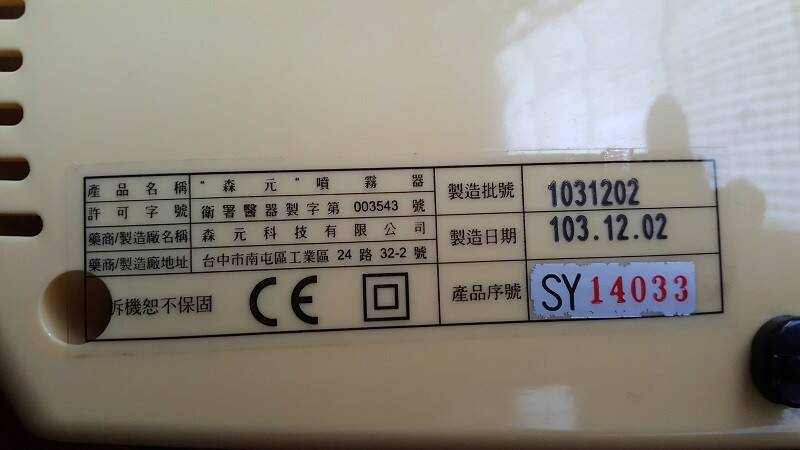 產品名稱 "森元"噴霧器
許可字號 衛署醫器製字第 003543 號
藥商/製造廠名稱 森元科技有限公司
藥商/製造廠地址 台中市南屯區工業區 24 路 32-2 號
拆機恕不保固 CE
製造批號 1031202
製造日期 103.12.02
產品序號 SY 14033